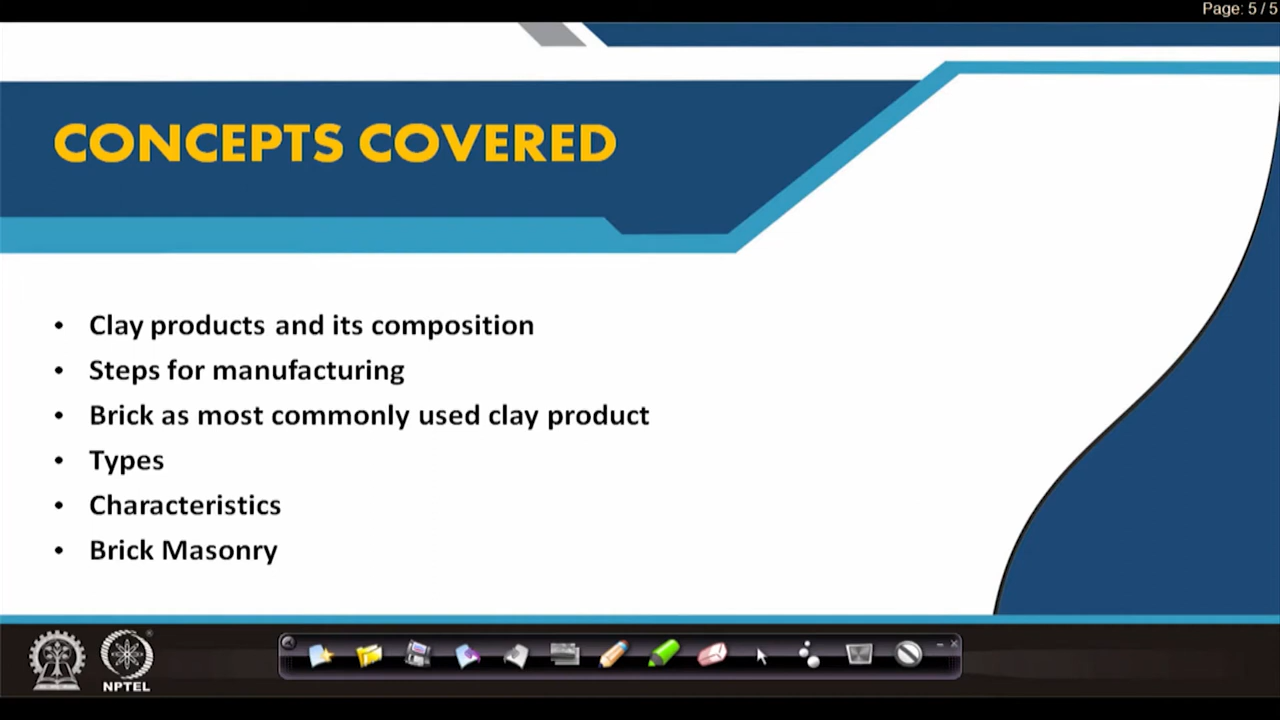 Page: 5 / 5
CONCEPTS COVERED
• Clay products and its composition
• Steps for manufacturing
• Brick as most commonly used clay product
• Types
• Characteristics
• Brick Masonry
NPTEL